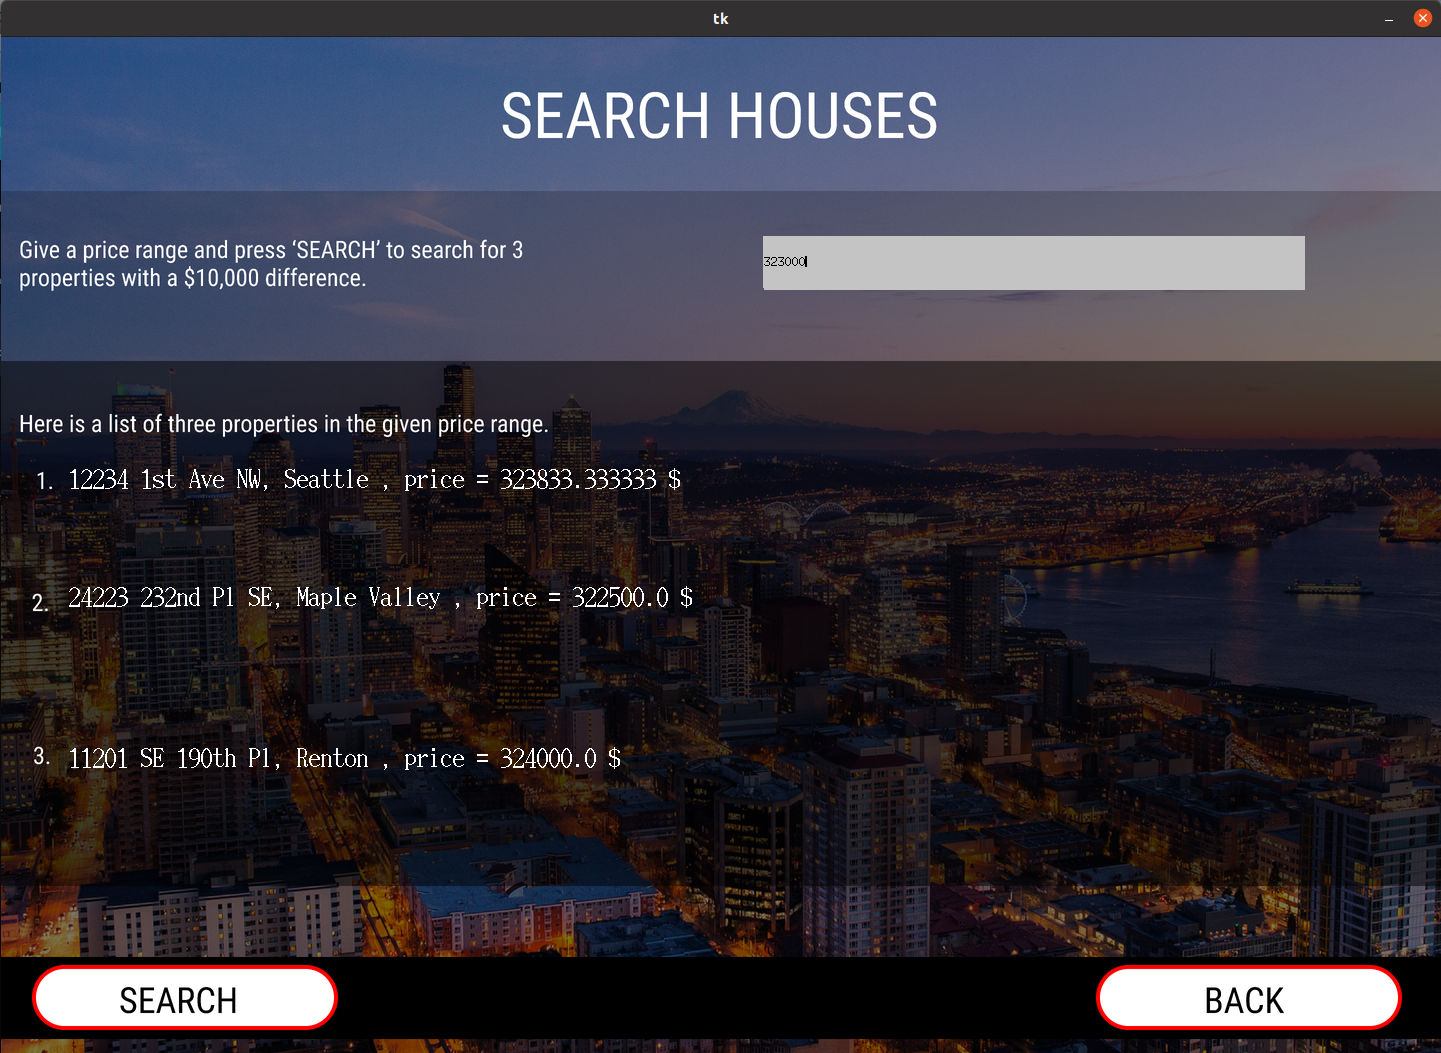 tk
SEARCH HOUSES
Give a price range and press ‘SEARCH’ to search for 3
properties with a $10,000 difference.
323000
Here is a list of three properties in the given price range.
1. 12234 1st Ave NW, Seattle , price = 323833.333333 $
2. 24223 232nd Pl SE, Maple Valley , price = 322500.0 $
3. 11201 SE 190th Pl, Renton , price = 324000.0 $
SEARCH
BACK